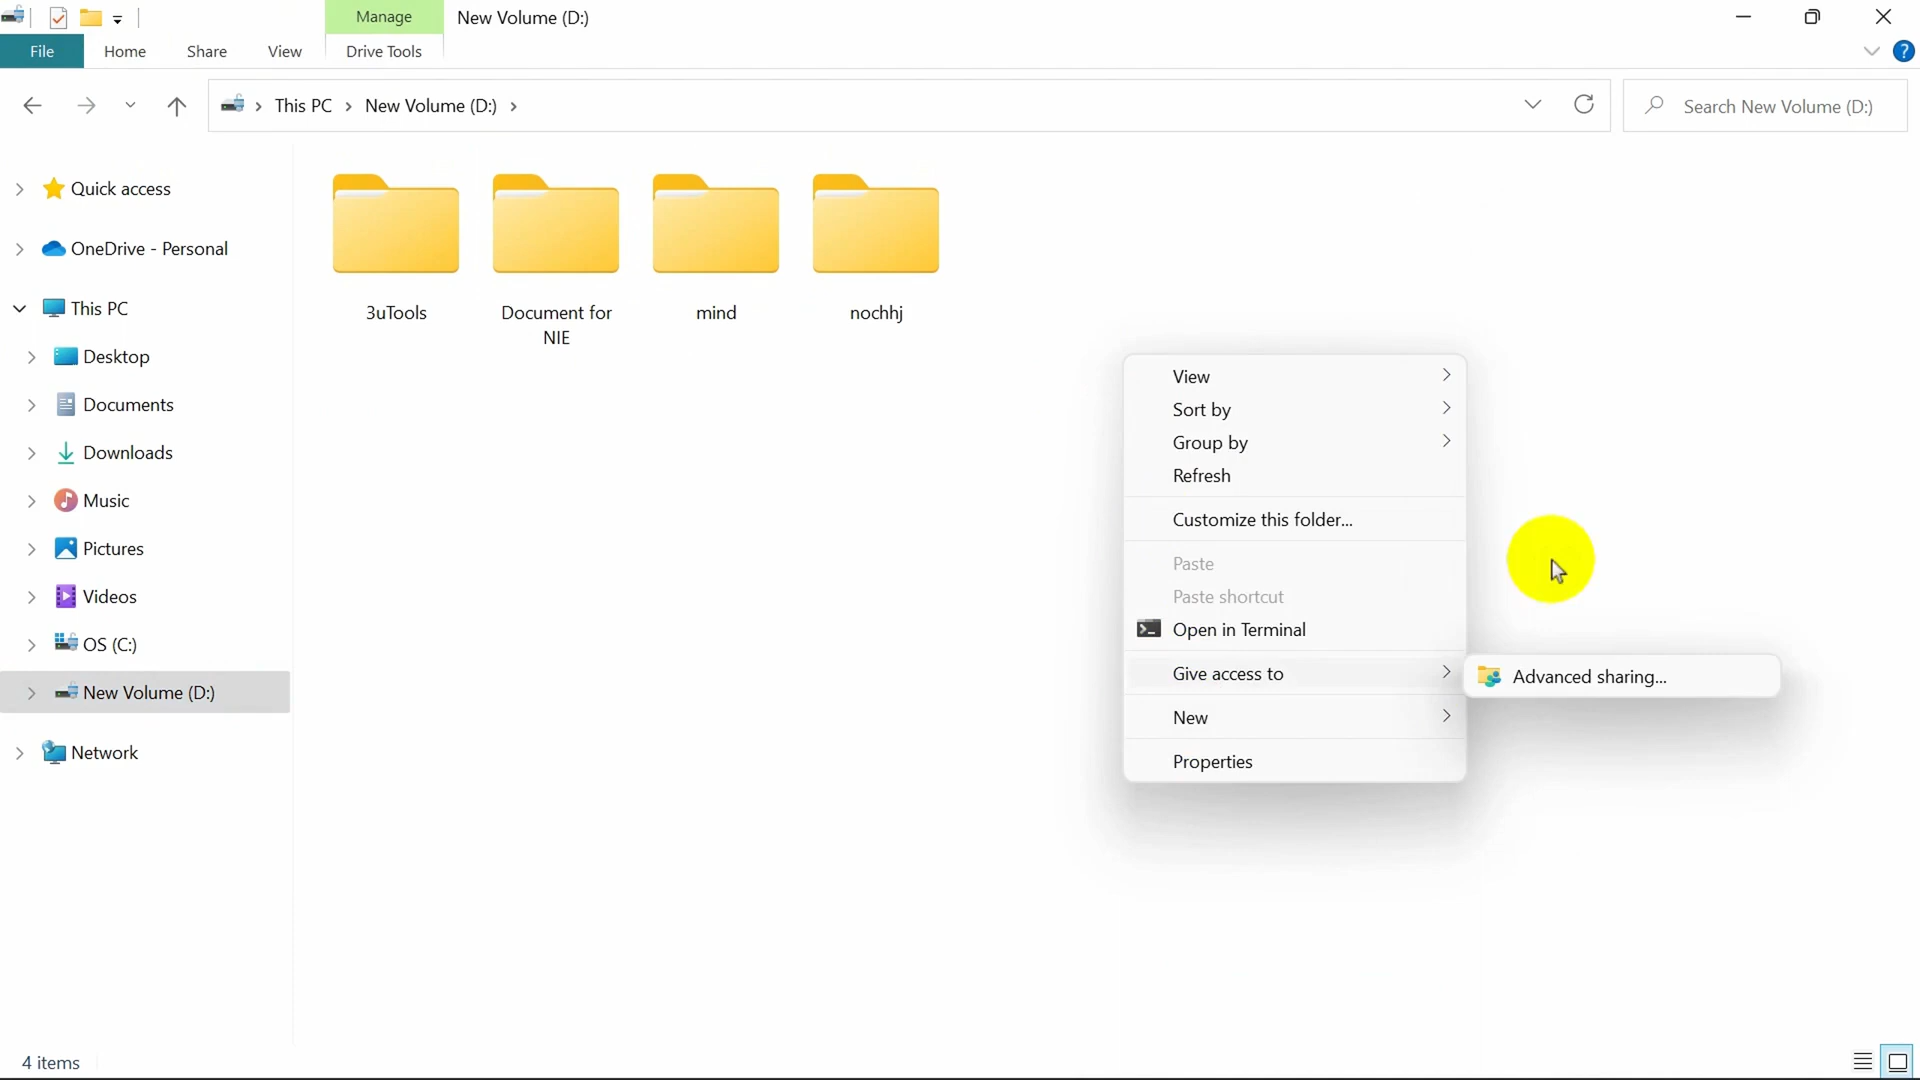 Manage
New Volume (D:)
File
Home
Share
View
Drive Tools
?
This PC
New Volume (D:)
Search New Volume (D:)
Quick access
OneDrive - Personal
This PC
Desktop
Documents
Downloads
Music
Pictures
Videos
OS (C:)
New Volume (D:)
Network
3uTools
Document for
NIE
mind
nochhj
View
Sort by
Group by
Refresh
Customize this folder...
Paste
Paste shortcut
Open in Terminal
Give access to
New
Properties
Advanced sharing...
4 items